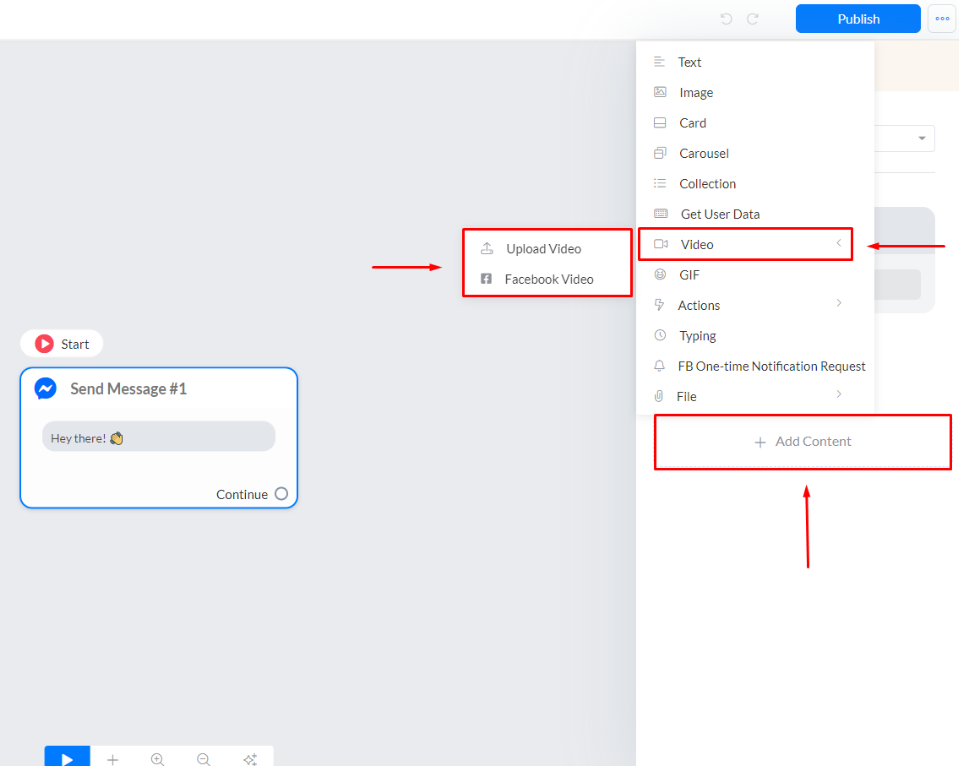 Publish
Text
Image
Card
Carousel
Collection
Get User Data
Video
Upload Video
Facebook Video
GIF
Actions
Typing
FB One-time Notification Request
File
+ Add Content
Start
Send Message #1
Hey there! 👏
Continue